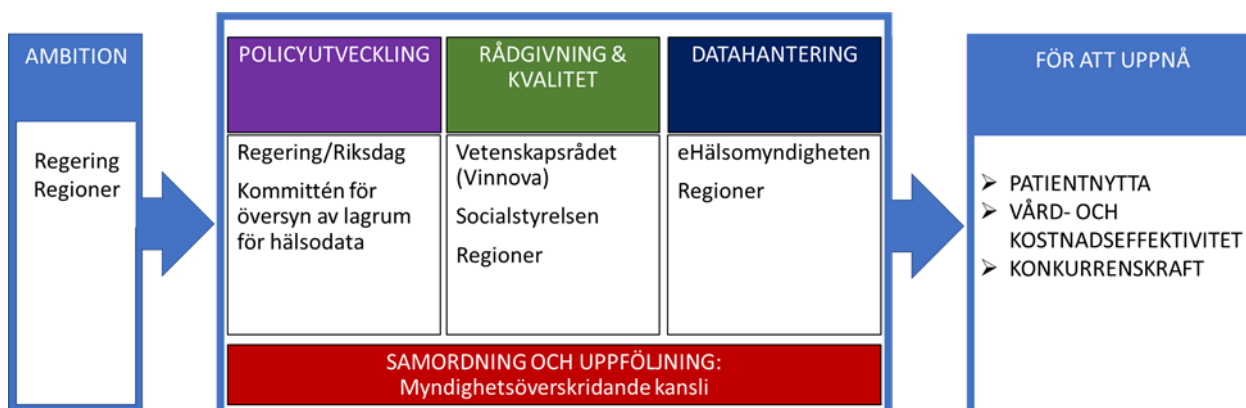 AMBITION
Regering
Regioner
POLICYUTVECKLING
Regering/Riksdag
Kommittén för
översyn av lagrum
för hälsodata
RÅDGIVNING &
KVALITET
Vetenskapsrådet
(Vinnova)
Socialstyrelsen
Regioner
DATAHANTERING
eHälsomyndigheten
Regioner
SAMORDNING OCH UPPFÖLJNING:
Myndighetsöverskridande kansli
FÖR ATT UPPNÅ
➢ PATIENTNYTTA
➢ VÅRD- OCH
KOSTNADSEFFEKTIVITET
➢ KONKURRENSKRAFT